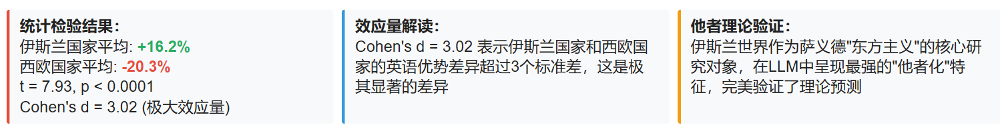 统计检验结果：
伊斯兰国家平均: +16.2%
西欧国家平均: -20.3%
t = 7.93, p < 0.0001
Cohen's d = 3.02 (极大效应量)
效应量解读：
Cohen's d = 3.02 表示伊斯兰国家和西欧国
家的英语优势差异超过3个标准差，这是极
其显著的差异
他者理论验证：
伊斯兰世界作为萨义德"东方主义"的核心研
究对象，在LLM中呈现最强的"他者化"特
征，完美验证了理论预测